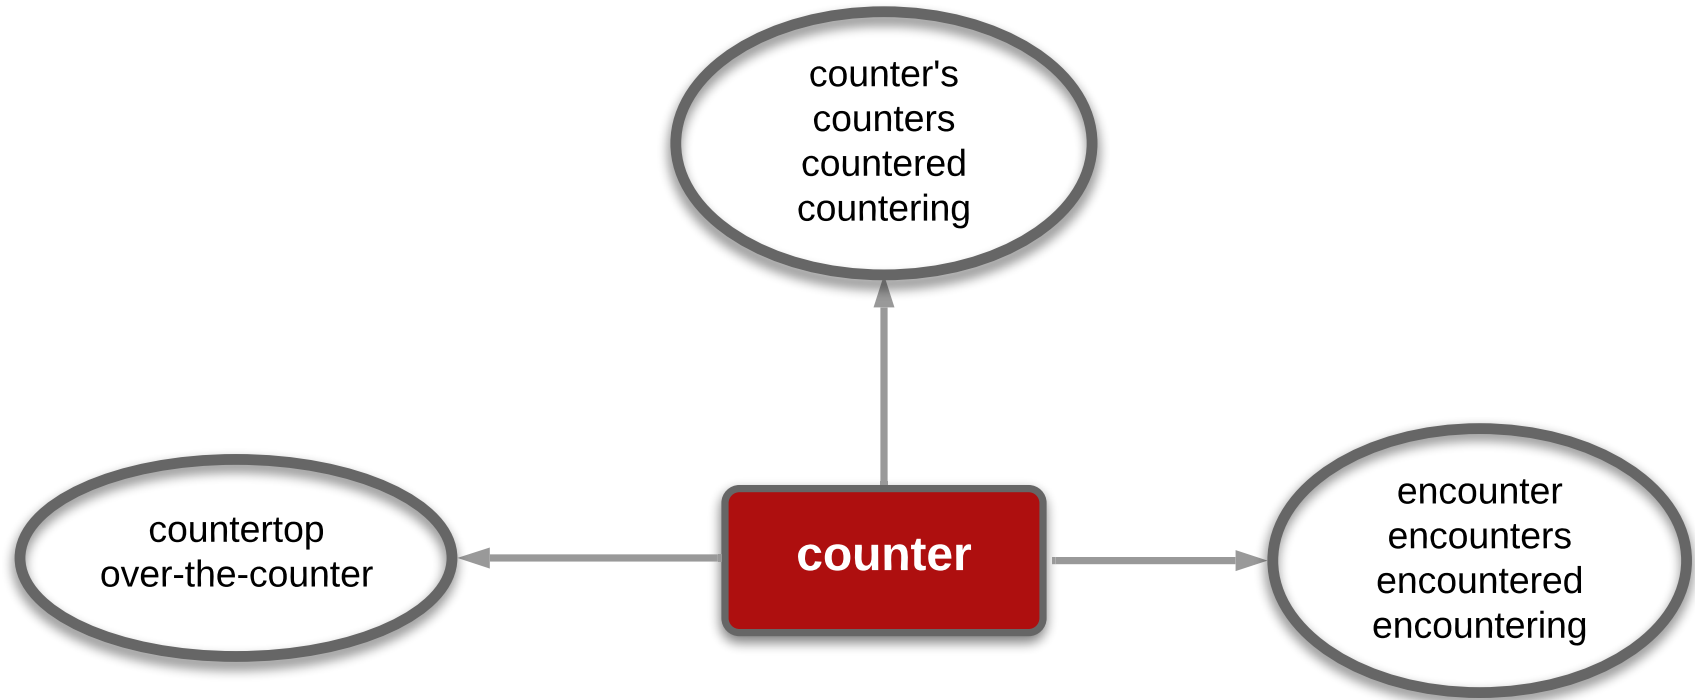 counter's
counters
countered
countering
countertop
over-the-counter
counter
encounter
encounters
encountered
encountering